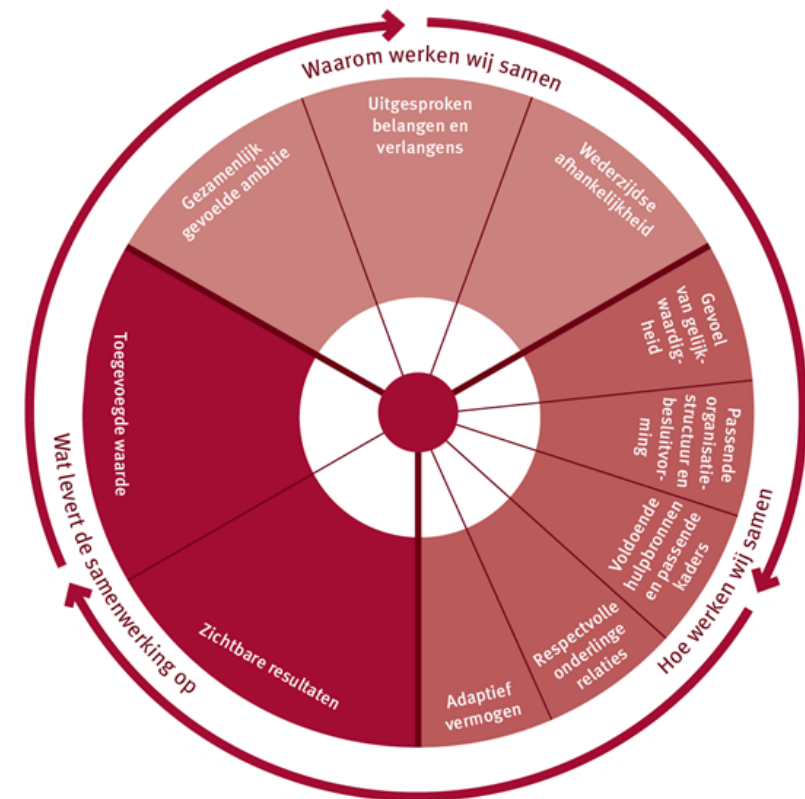 Waarom werken wij samen
Uitgesproken
belangen en
verlangens
Wederzijdse
afhankelijkheid
Gevoel
van gelijk-
waardig-
heid
Passende
organisatie-
structuur en
besluitvor-
ming
Voldoende
hulpbronnen
en passende
kaders
Respectvolle
onderlinge
relaties
Adaptief
vermogen
Hoe werken wij samen
Zichtbare resultaten
Toegevoegde waarde
Wat levert de samenwerking op
Gezamenlijk
gevoelde ambitie